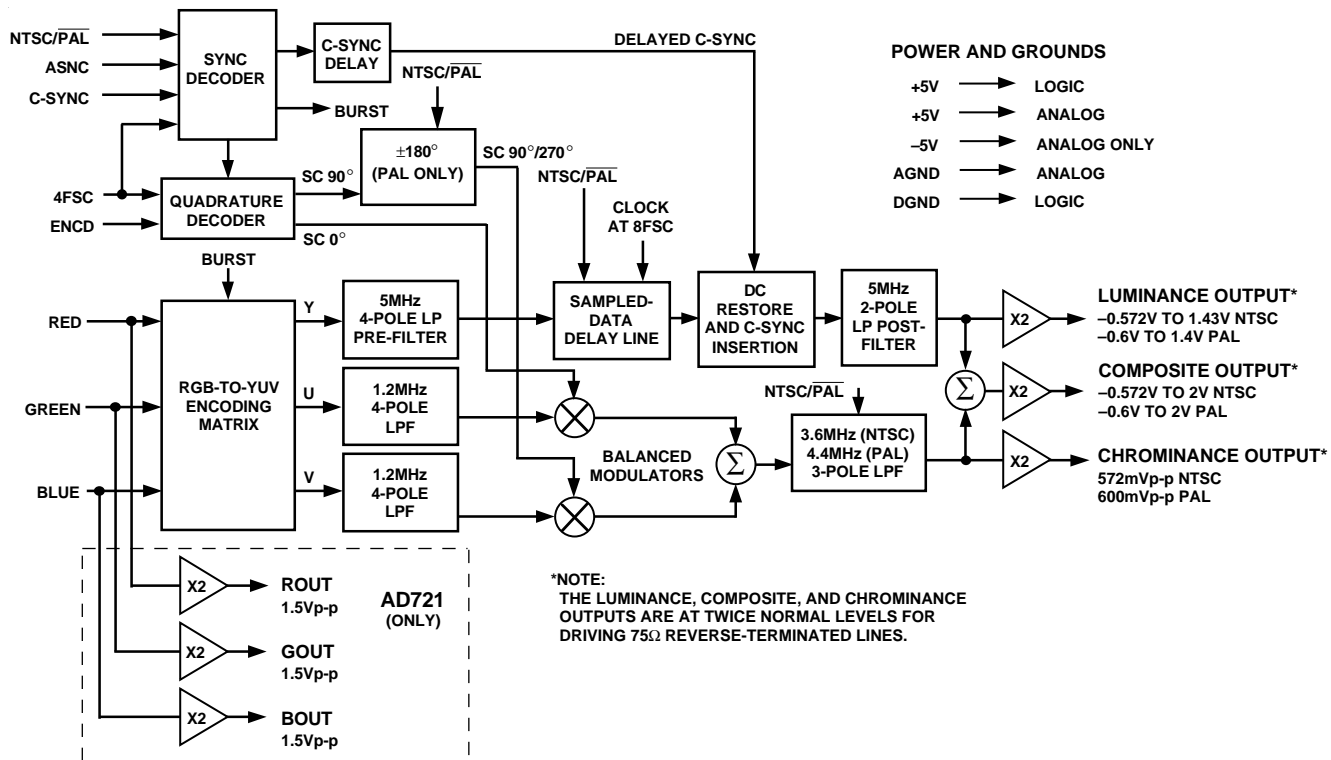 NTSC/PAL
ASNC
C-SYNC
SYNC
DECODER
C-SYNC
DELAY
DELAYED C-SYNC
NTSC/PAL
BURST
4FSC
ENCD
QUADRATURE
DECODER
SC 90°
SC 0°
±180°
(PAL ONLY)
SC 90°/270°
NTSC/PAL
CLOCK
AT 8FSC
POWER AND GROUNDS
+5V LOGIC
+5V ANALOG
–5V ANALOG ONLY
AGND ANALOG
DGND LOGIC
BURST
RED
GREEN
BLUE
RGB-TO-YUV
ENCODING
MATRIX
Y
U
V
5MHz
4-POLE LP
PRE-FILTER
1.2MHz
4-POLE
LPF
1.2MHz
4-POLE
LPF
SAMPLED-
DATA
DELAY LINE
DC
RESTORE
AND C-SYNC
INSERTION
5MHz
2-POLE
LP POST-
FILTER
BALANCED
MODULATORS
Σ
NTSC/PAL
3.6MHz (NTSC)
4.4MHz (PAL)
3-POLE LPF
Σ
X2
LUMINANCE OUTPUT*
–0.572V TO 1.43V NTSC
–0.6V TO 1.4V PAL
X2
COMPOSITE OUTPUT*
–0.572V TO 2V NTSC
–0.6V TO 2V PAL
X2
CHROMINANCE OUTPUT*
572mVp-p NTSC
600mVp-p PAL
X2
ROUT
1.5Vp-p
X2
GOUT
1.5Vp-p
X2
BOUT
1.5Vp-p
AD721
(ONLY)
*NOTE:
THE LUMINANCE, COMPOSITE, AND CHROMINANCE
OUTPUTS ARE AT TWICE NORMAL LEVELS FOR
DRIVING 75Ω REVERSE-TERMINATED LINES.